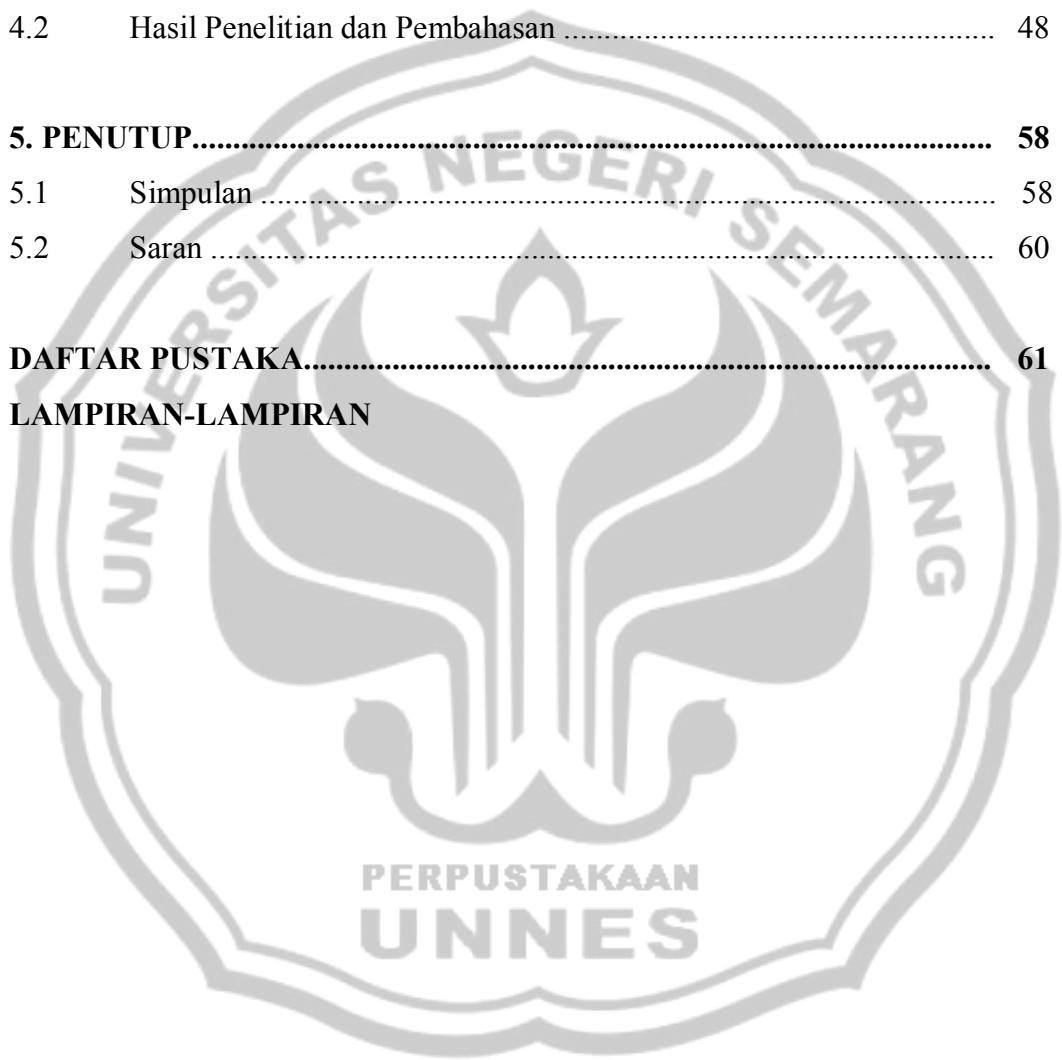 4.2 Hasil Penelitian dan Pembahasan ........................................................ 48
5. PENUTUP.................................................................................................... 58
5.1 Simpulan ............................................................................................... 58
5.2 Saran ..................................................................................................... 60
DAFTAR PUSTAKA...................................................................................... 61
LAMPIRAN-LAMPIRAN
UNIVERSITAS NEGERI SEMARANG
PERPUSTAKAAN
UNNES